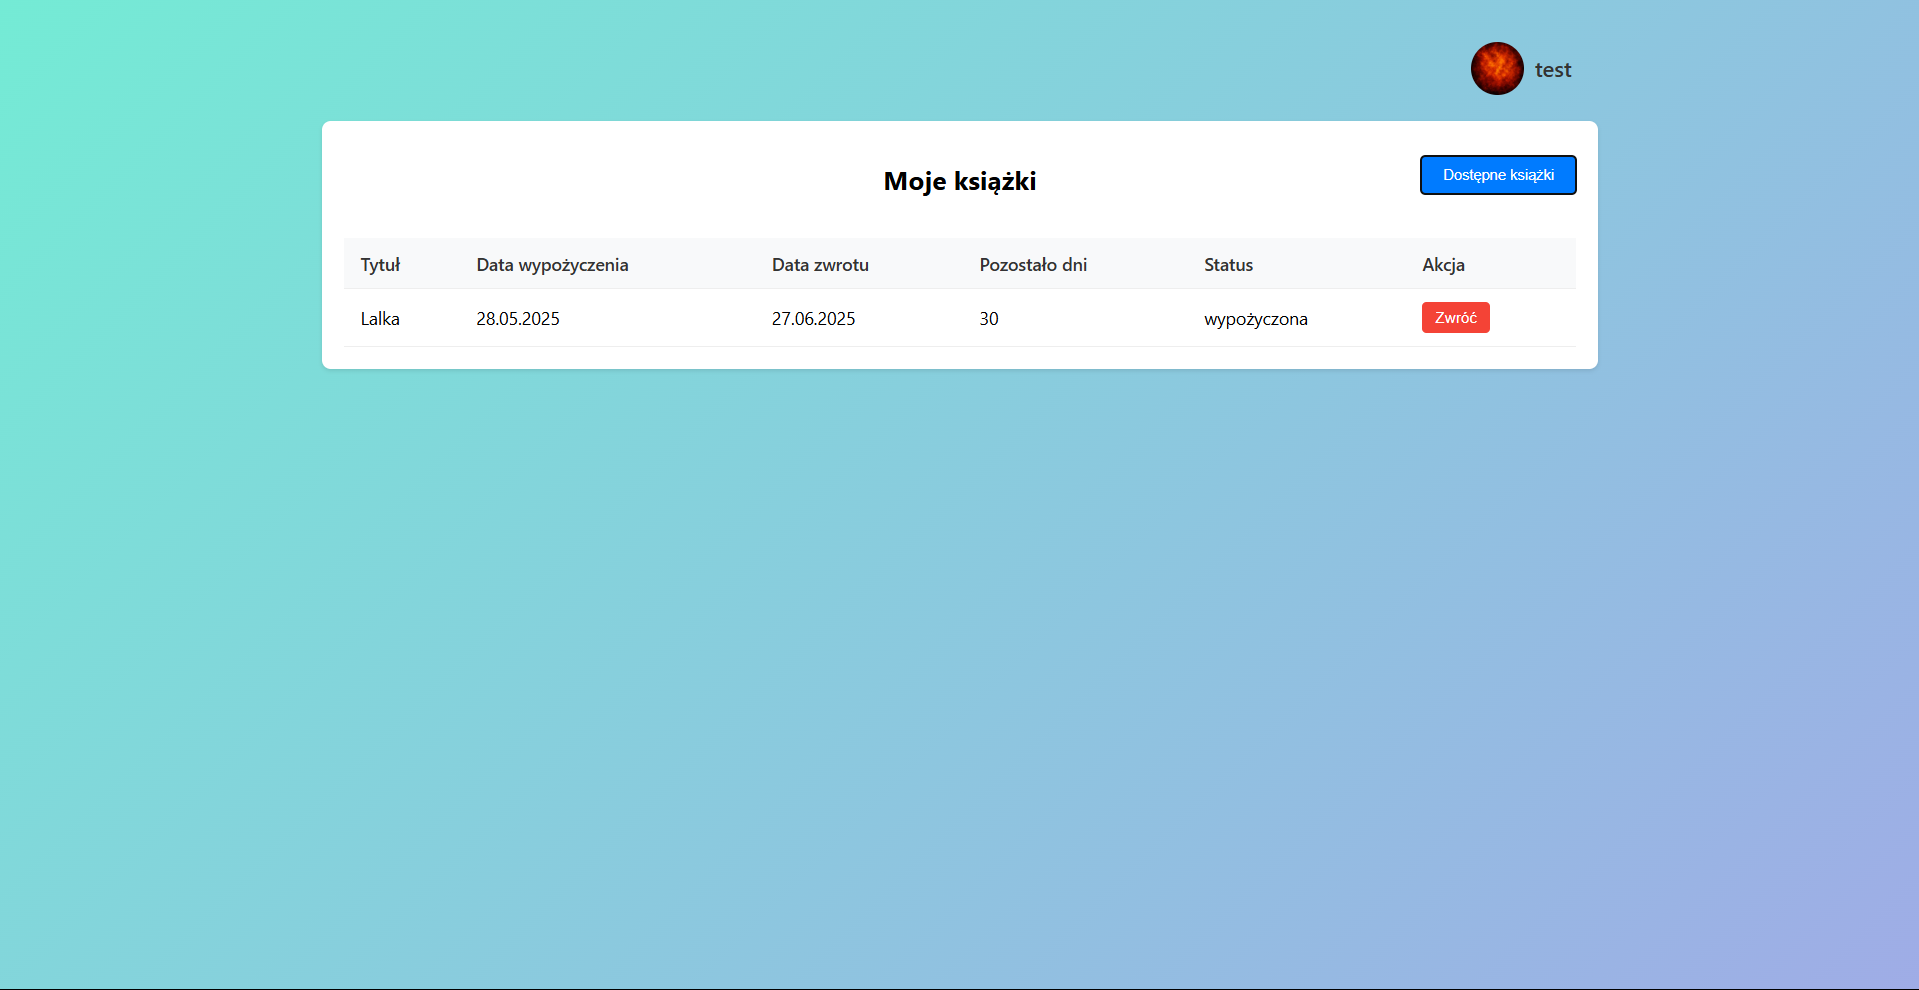 test
Moje książki
Dostępne książki
Tytuł Data wypożyczenia Data zwrotu Pozostało dni Status Akcja
Lalka 28.05.2025 27.06.2025 30 wypożyczona Zwróć